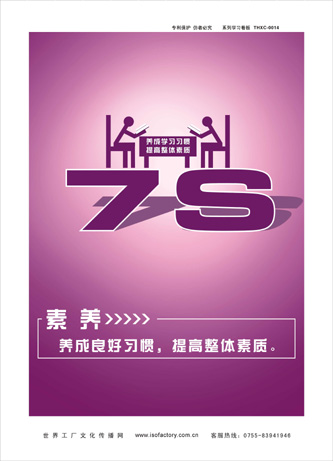 专利保护 仿者必究 系列学习看板 THXC-0014
养成学习习惯
提高整体素质
7S
素 养>>>>>
养成良好习惯，提高整体素质。
世界工厂文化传播网 www.isofactory.com.cn 客服热线：0755-83941946